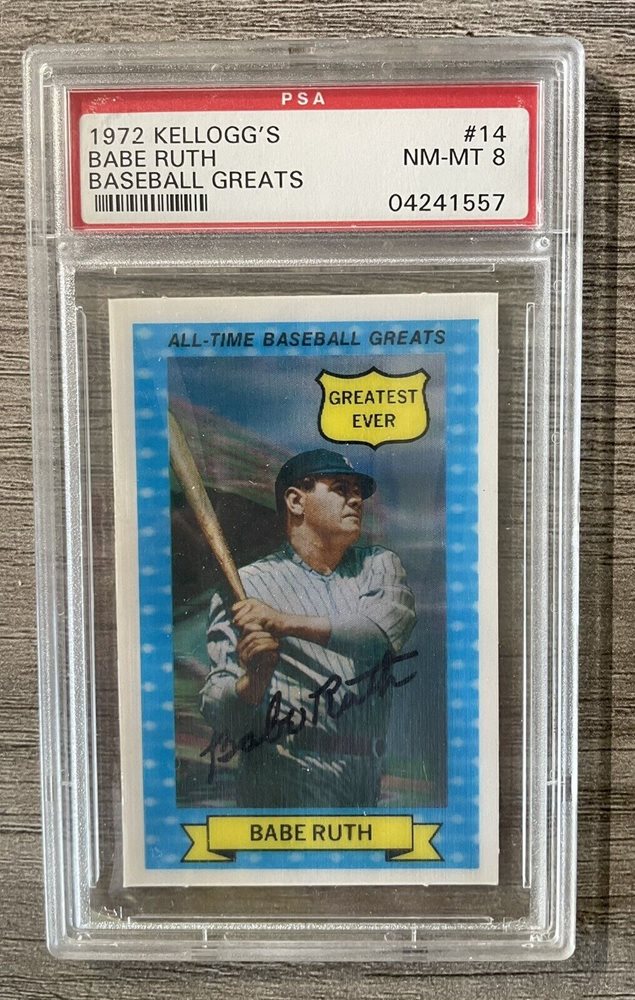 PSA
1972 KELLOGG'S #14
BABE RUTH NM-MT 8
BASEBALL GREATS
04241557
ALL-TIME BASEBALL GREATS
GREATEST
EVER
Babe Ruth
BABE RUTH